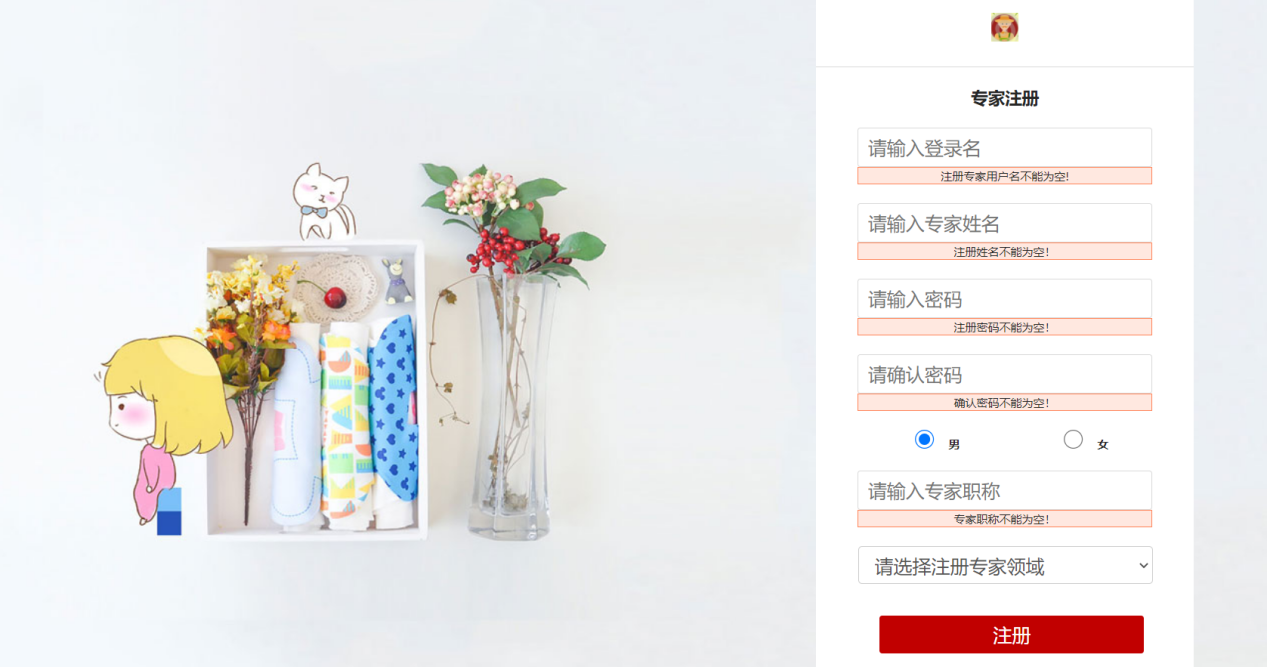 专家注册
请输入登录名
注册专家用户名不能为空!
请输入专家姓名
注册姓名不能为空!
请输入密码
注册密码不能为空!
请确认密码
确认密码不能为空!
男 女
请输入专家职称
专家职称不能为空!
请选择注册专家领域
注册